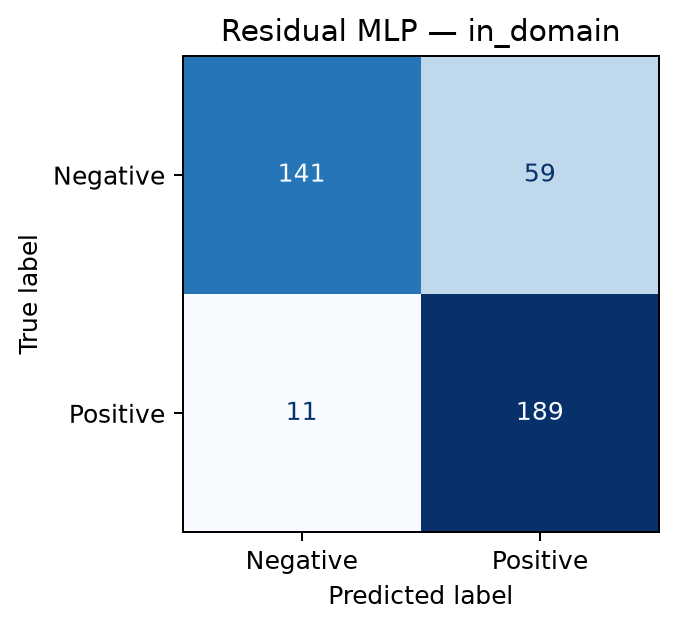 Residual MLP — in_domain
True label
Negative
141
59
Positive
11
189
Negative
Positive
Predicted label